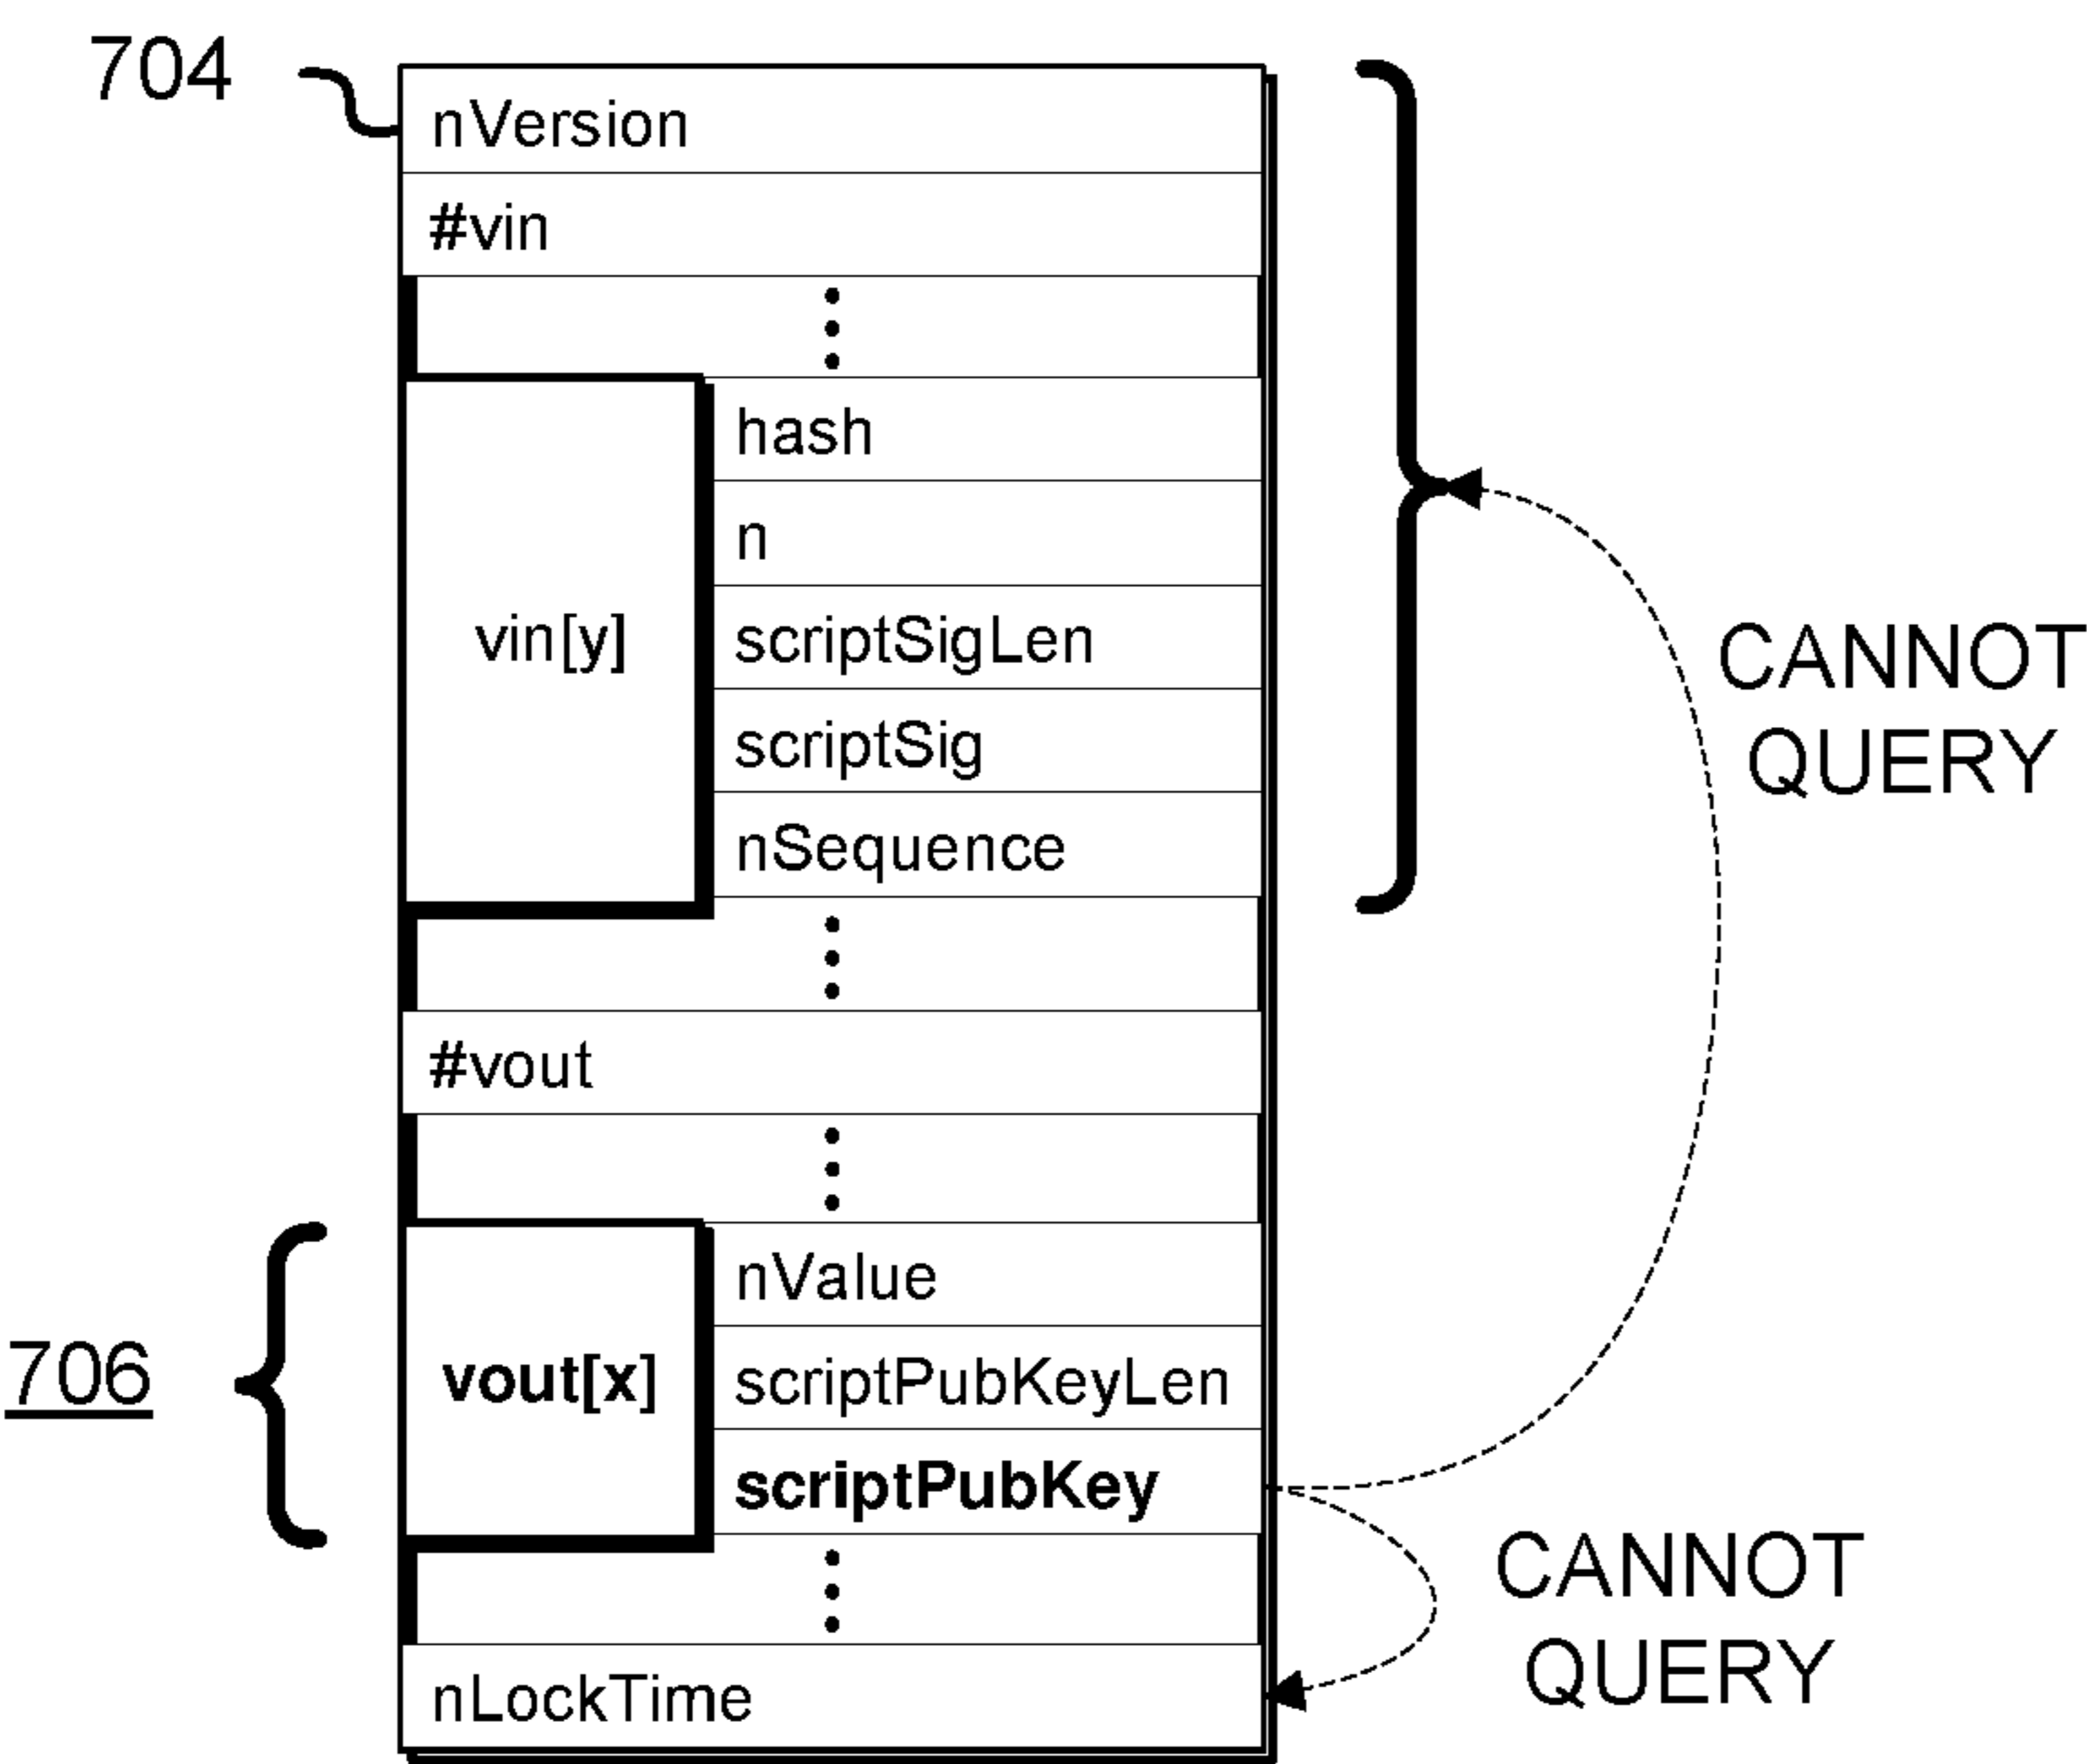 704
nVersion
#vin
hash
n
vin[y]
scriptSigLen
scriptSig
nSequence
CANNOT
QUERY
#vout
706
vout[x]
nValue
scriptPubKeyLen
scriptPubKey
CANNOT
QUERY
nLockTime